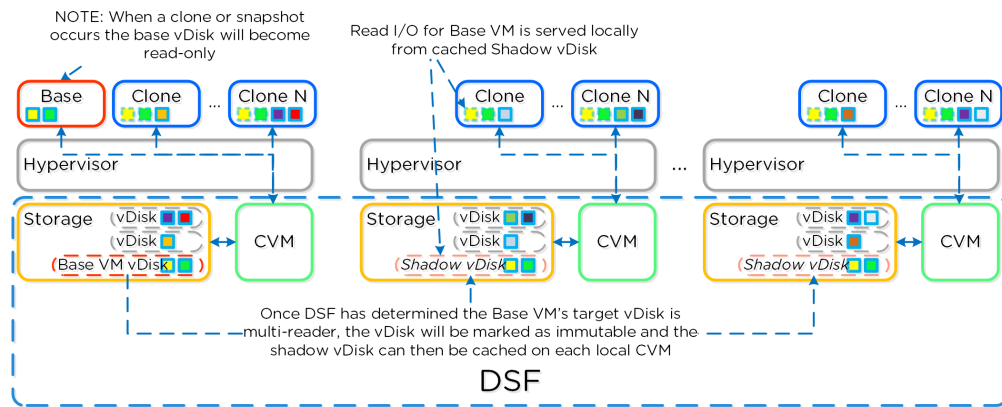 NOTE: When a clone or snapshot
occurs the base vDisk will become
read-only
Read I/O for Base VM is served locally
from cached Shadow vDisk
Base
Clone
...
Clone N
Clone
...
Clone N
Clone
...
Clone N
Hypervisor
Hypervisor
...
Hypervisor
Storage
vDisk
vDisk
Base VM vDisk
CVM
Storage
vDisk
vDisk
Shadow vDisk
CVM
Storage
vDisk
vDisk
Shadow vDisk
CVM
Once DSF has determined the Base VM's target vDisk is
multi-reader, the vDisk will be marked as immutable and the
shadow vDisk can then be cached on each local CVM
DSF